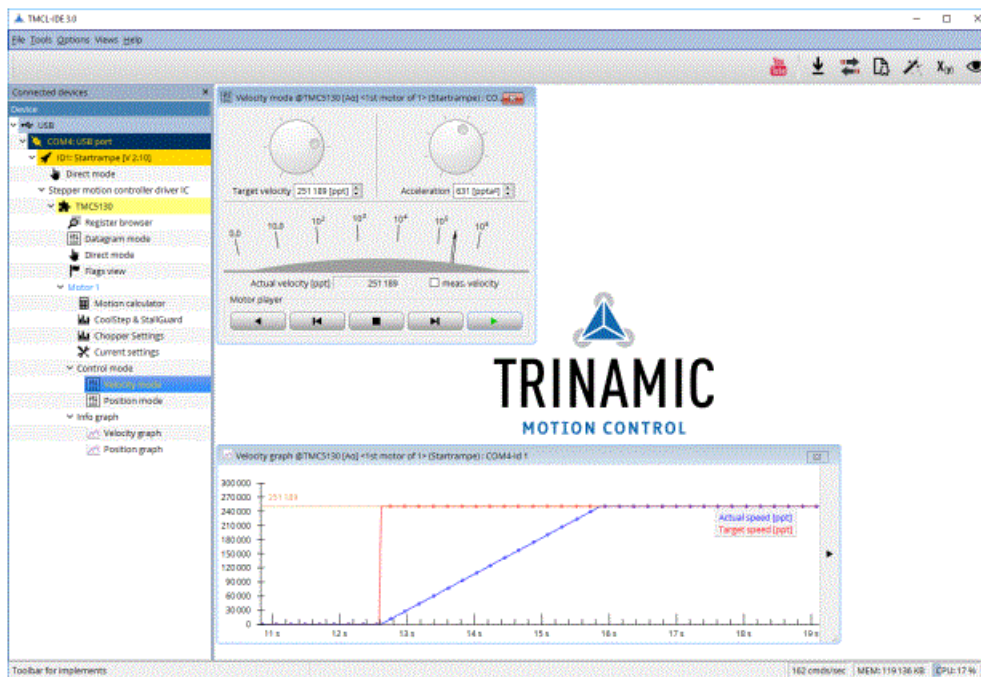 TMCL-IDE 3.0
File Tools Options Views Help
You Tube
X(y)
Connected devices
Device
USB
COM4: USB port
ID1: Startrampe [V 2.10]
Direct mode
Stepper motion controller driver IC
TMC5130
Register browser
Datagram mode
Direct mode
Flags view
Motor 1
Motion calculator
CoolStep & StallGuard
Chopper Settings
Current settings
Control mode
Velocity mode
Position mode
Info graph
Velocity graph
Position graph
Velocity mode @TMC5130 [Aq] <1st motor of 1> (Startrampe) : CO...
Target velocity 251 189 [ppt]
Acceleration 631 [ppta²]
0.0 10.0 10² 10³ 10⁴ 10⁵ 10⁶
Actual velocity [ppt] 251 189 meas. velocity
Motor player
TRINAMIC
MOTION CONTROL
Velocity graph @TMC5130 [Aq] <1st motor of 1> (Startrampe) : COM4-Id 1
300 000
270 000
251 189
240 000
210 000
180 000
150 000
120 000
90 000
60 000
30 000
0
Actual speed [ppt]
Target speed [ppt]
11 s 12 s 13 s 14 s 15 s 16 s 17 s 18 s 19 s
Toolbar for implements
162 cmds/sec MEM: 119 136 KB CPU: 17 %